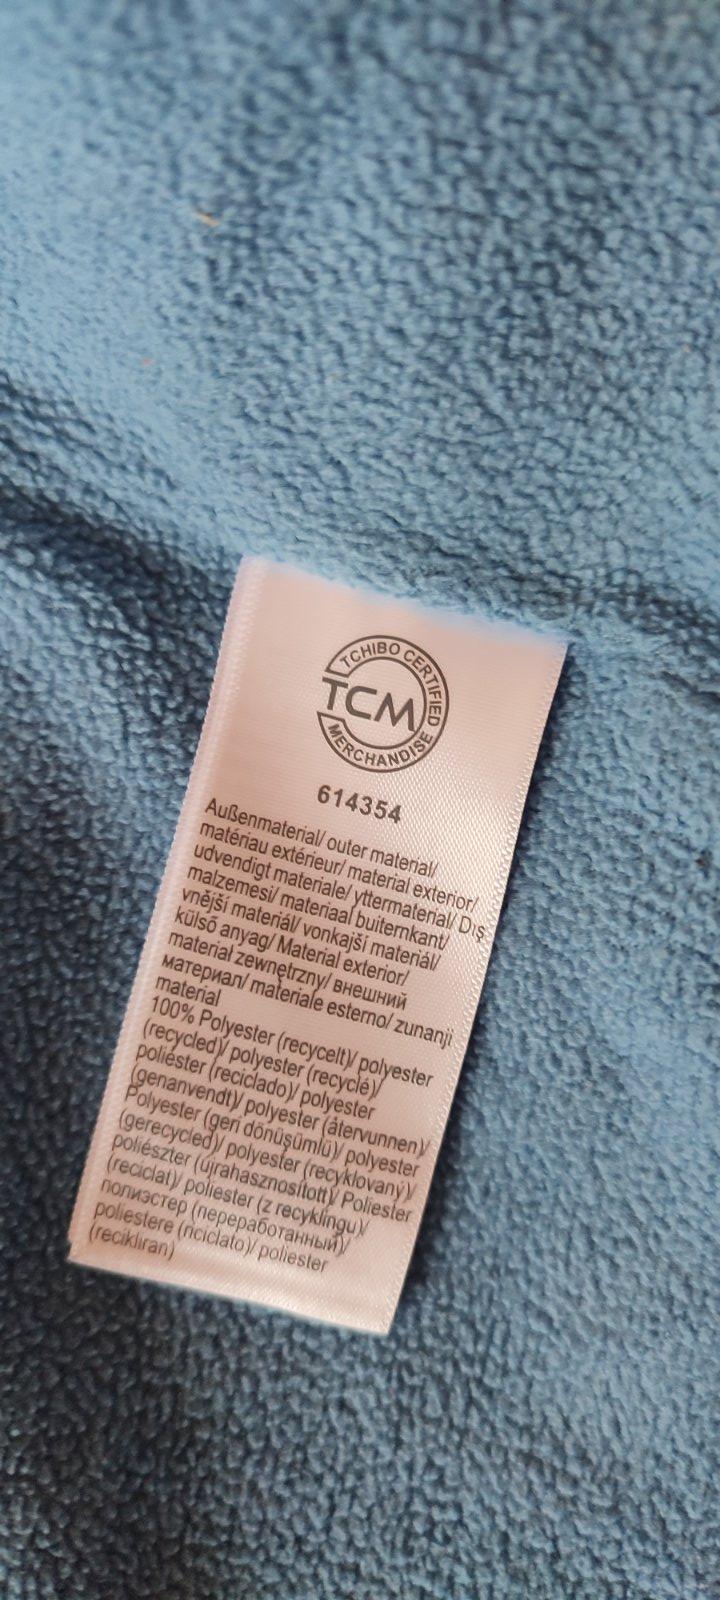 TCHIBO CERTIFIED
TCM
MERCHANDISE
614354
Außenmaterial/ outer material/
matériau extérieur/ material exterior/
udvendigt materiale/ yttermaterial/ Dış
malzemesi/ materiaal buitenkant/
vnější materiál/ vonkajší materiál/
külső anyag/ Material exterior/
materiał zewnętrzny/ внешний
материал/ materiale esterno/ zunanji
material
100% Polyester (recycelt)/ polyester
(recycled)/ polyester (recyclé)/
poliéster (reciclado)/ polyester
(genanvendt)/ polyester (återvunnen)/
Polyester (geri dönüşümlü)/ polyester
(gerecycled)/ polyester (recyklovaný)/
poliészter (újrahasznosított)/ Poliester
(reciclat)/ poliester (z recyklingu)/
полиэстер (переработанный)/
poliestere (riciclato)/ poliester
(recikliran)